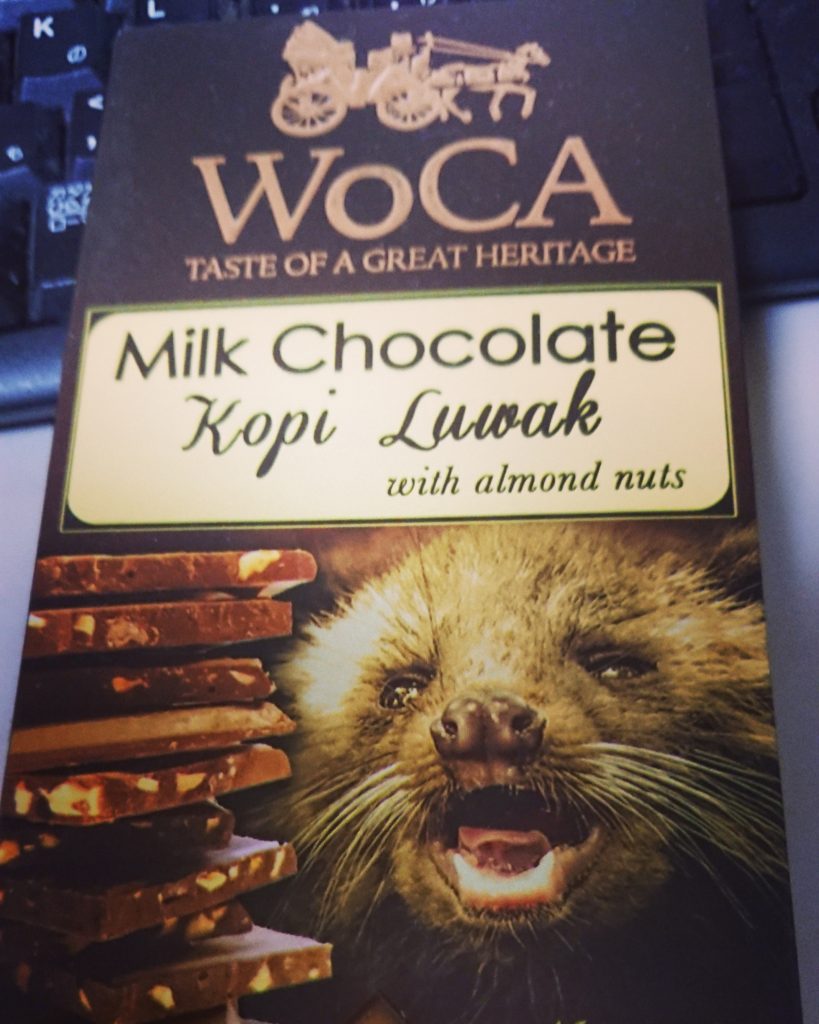 K
L
WOCA
TASTE OF A GREAT HERITAGE
Milk Chocolate
Kopi Luwak
with almond nuts